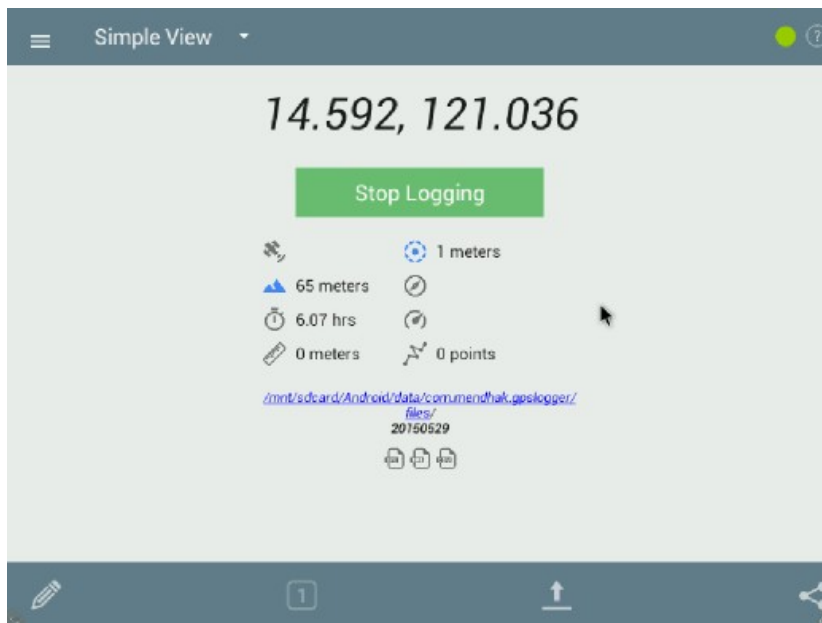 Simple View
?
14.592, 121.036
Stop Logging
1 meters
65 meters
6.07 hrs
0 meters
0 points
/mnt/sdcard/Android/data/com.mendhak.gpslogger/
files/
20150529
1